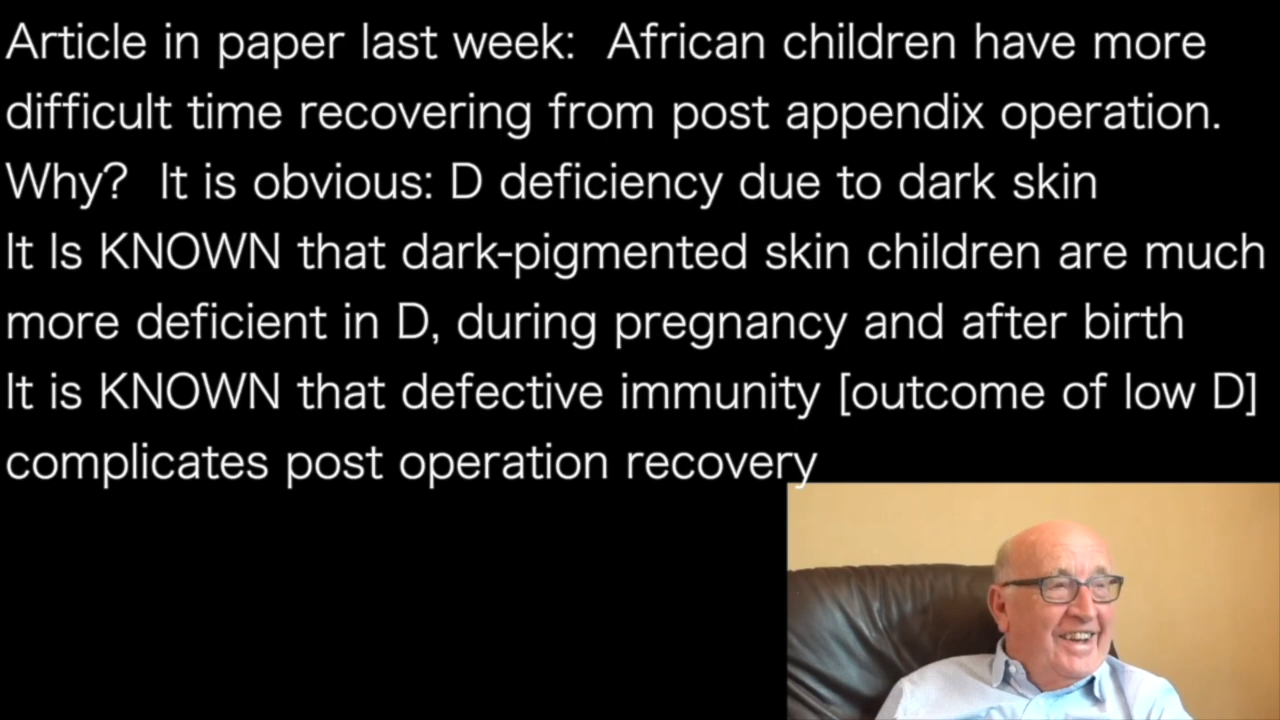 Article in paper last week:  African children have more
difficult time recovering from post appendix operation.
Why?  It is obvious: D deficiency due to dark skin
It Is KNOWN that dark-pigmented skin children are much
more deficient in D, during pregnancy and after birth
It is KNOWN that defective immunity [outcome of low D]
complicates post operation recovery